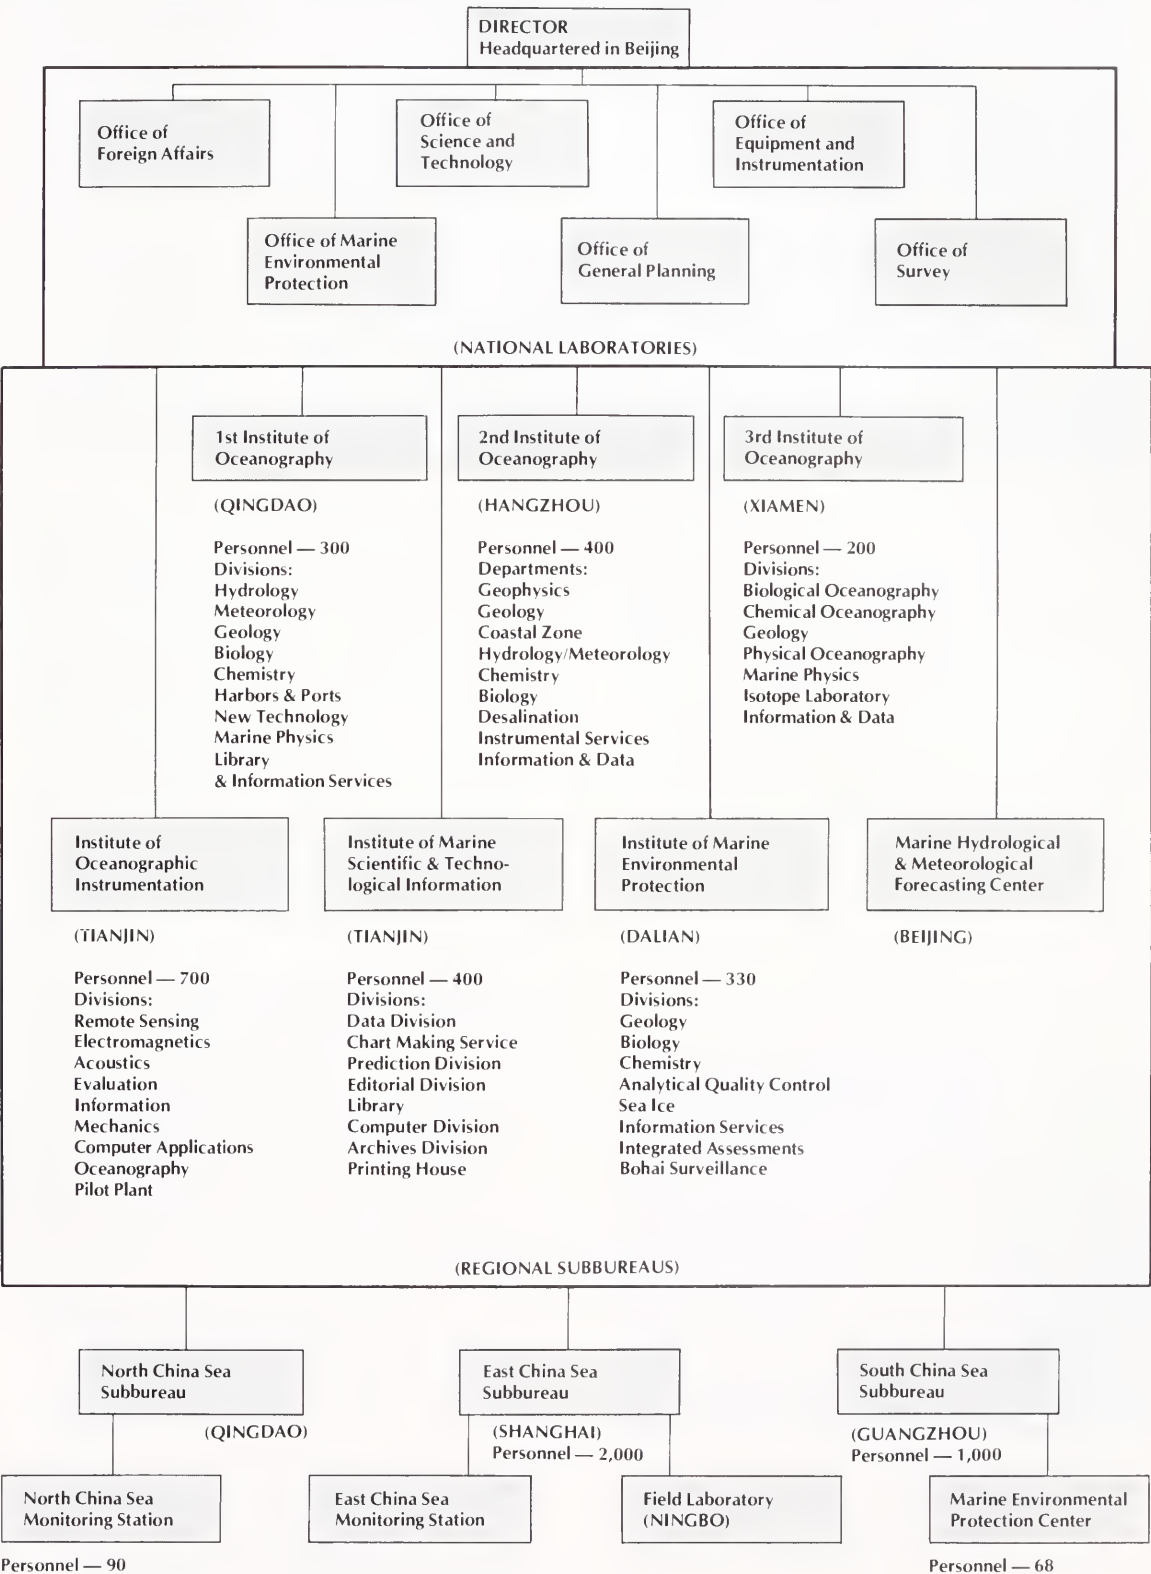 DIRECTOR
Headquartered in Beijing
Office of
Foreign Affairs
Office of
Science and
Technology
Office of
Equipment and
Instrumentation
Office of Marine
Environmental
Protection
Office of
General Planning
Office of
Survey
(NATIONAL LABORATORIES)
1st Institute of
Oceanography
(QINGDAO)
Personnel — 300
Divisions:
Hydrology
Meteorology
Geology
Biology
Chemistry
Harbors & Ports
New Technology
Marine Physics
Library
& Information Services
2nd Institute of
Oceanography
(HANGZHOU)
Personnel — 400
Departments:
Geophysics
Geology
Coastal Zone
Hydrology/Meteorology
Chemistry
Biology
Desalination
Instrumental Services
Information & Data
3rd Institute of
Oceanography
(XIAMEN)
Personnel — 200
Divisions:
Biological Oceanography
Chemical Oceanography
Geology
Physical Oceanography
Marine Physics
Isotope Laboratory
Information & Data
Institute of
Oceanographic
Instrumentation
(TIANJIN)
Personnel — 700
Divisions:
Remote Sensing
Electromagnetics
Acoustics
Evaluation
Information
Mechanics
Computer Applications
Oceanography
Pilot Plant
Institute of Marine
Scientific & Techno-
logical Information
(TIANJIN)
Personnel — 400
Divisions:
Data Division
Chart Making Service
Prediction Division
Editorial Division
Library
Computer Division
Archives Division
Printing House
Institute of Marine
Environmental
Protection
(DALIAN)
Personnel — 330
Divisions:
Geology
Biology
Chemistry
Analytical Quality Control
Sea Ice
Information Services
Integrated Assessments
Bohai Surveillance
Marine Hydrological
& Meteorological
Forecasting Center
(BEIJING)
(REGIONAL SUBBUREAUS)
North China Sea
Subbureau
(QINGDAO)
East China Sea
Subbureau
(SHANGHAI)
Personnel — 2,000
South China Sea
Subbureau
(GUANGZHOU)
Personnel — 1,000
North China Sea
Monitoring Station
Personnel — 90
East China Sea
Monitoring Station
Field Laboratory
(NINGBO)
Marine Environmental
Protection Center
Personnel — 68